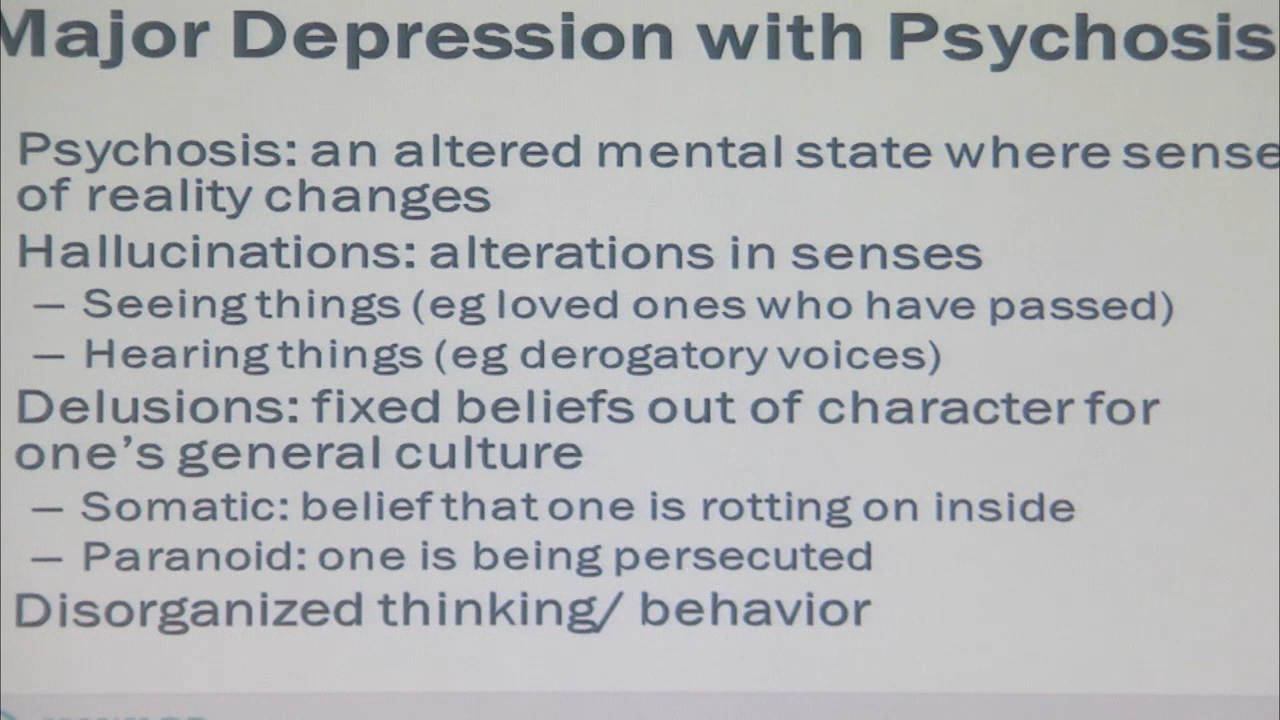 Major Depression with Psychosis
Psychosis: an altered mental state where sense
of reality changes
Hallucinations: alterations in senses
– Seeing things (eg loved ones who have passed)
– Hearing things (eg derogatory voices)
Delusions: fixed beliefs out of character for
one's general culture
– Somatic: belief that one is rotting on inside
– Paranoid: one is being persecuted
Disorganized thinking/ behavior